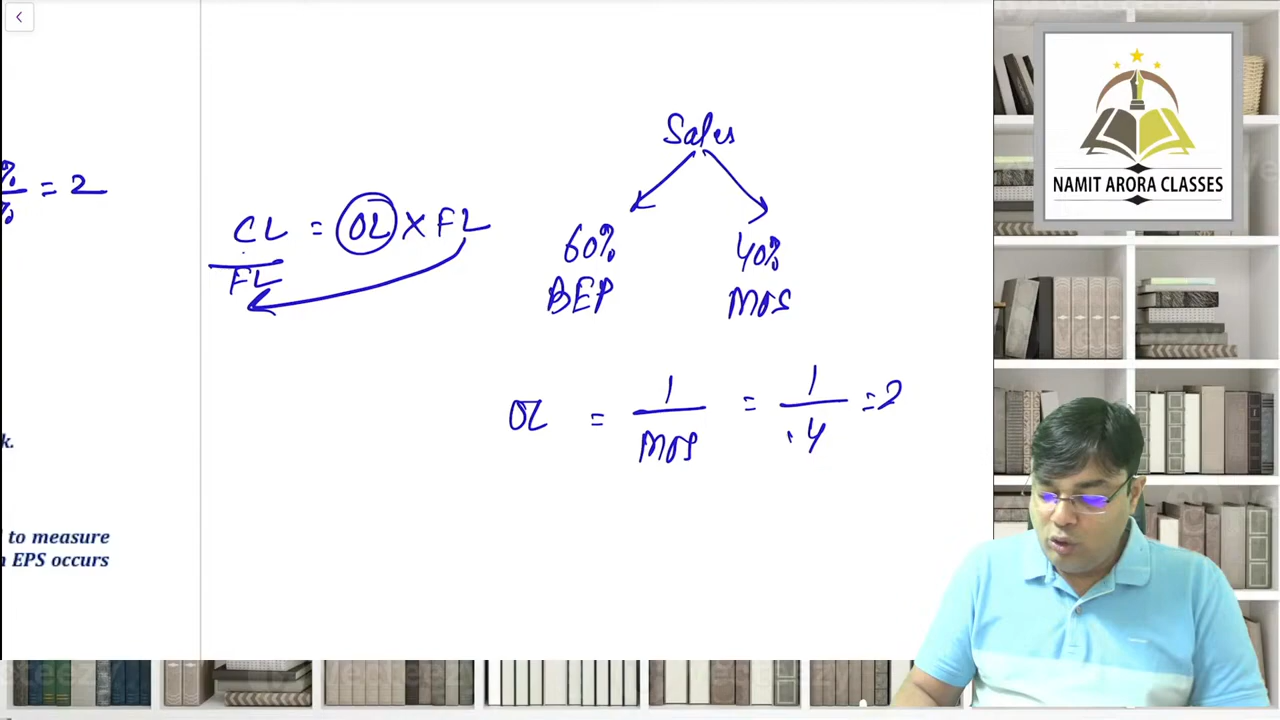 % / % = 2
CL = OL × FL
FL
Sales
60%
BEP
40%
MOS
OL = 1 / MOS = 1 / .4 = 2
k.
to measure
EPS occurs
NAMIT ARORA CLASSES